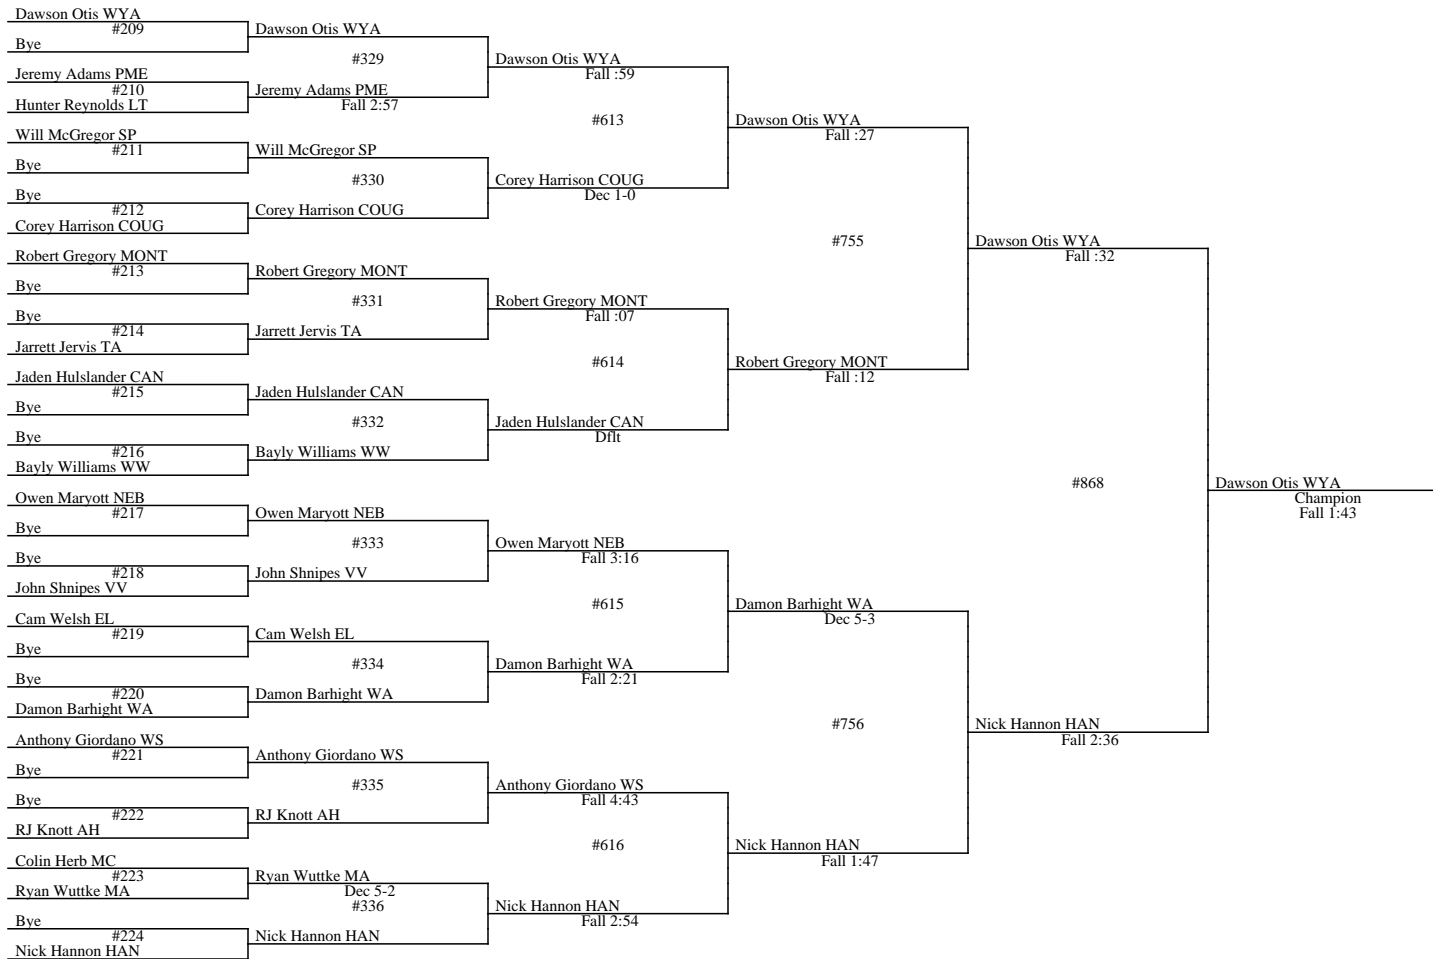 Dawson Otis WYA
#209
Bye
Jeremy Adams PME
#210
Hunter Reynolds LT
Will McGregor SP
#211
Bye
Bye
#212
Corey Harrison COUG
Robert Gregory MONT
#213
Bye
Bye
#214
Jarrett Jervis TA
Jaden Hulslander CAN
#215
Bye
Bye
#216
Bayly Williams WW
Owen Maryott NEB
#217
Bye
Bye
#218
John Shnipes VV
Cam Welsh EL
#219
Bye
Bye
#220
Damon Barhight WA
Anthony Giordano WS
#221
Bye
Bye
#222
RJ Knott AH
Colin Herb MC
#223
Ryan Wuttke MA
Bye
#224
Nick Hannon HAN
Dawson Otis WYA
#329
Jeremy Adams PME
Fall 2:57
Will McGregor SP
#330
Corey Harrison COUG
Robert Gregory MONT
#331
Jarrett Jervis TA
Jaden Hulslander CAN
#332
Bayly Williams WW
Owen Maryott NEB
#333
John Shnipes VV
Cam Welsh EL
#334
Damon Barhight WA
Anthony Giordano WS
#335
RJ Knott AH
Ryan Wuttke MA
Dec 5-2
#336
Nick Hannon HAN
Dawson Otis WYA
Fall :59
#613
Corey Harrison COUG
Dec 1-0
Robert Gregory MONT
Fall :07
#614
Jaden Hulslander CAN
Dflt
Owen Maryott NEB
Fall 3:16
#615
Damon Barhight WA
Fall 2:21
Anthony Giordano WS
Fall 4:43
#616
Nick Hannon HAN
Fall 2:54
Dawson Otis WYA
Fall :27
#755
Robert Gregory MONT
Fall :12
Damon Barhight WA
Dec 5-3
#756
Nick Hannon HAN
Fall 1:47
Dawson Otis WYA
Fall :32
#868
Nick Hannon HAN
Fall 2:36
Dawson Otis WYA
Champion
Fall 1:43